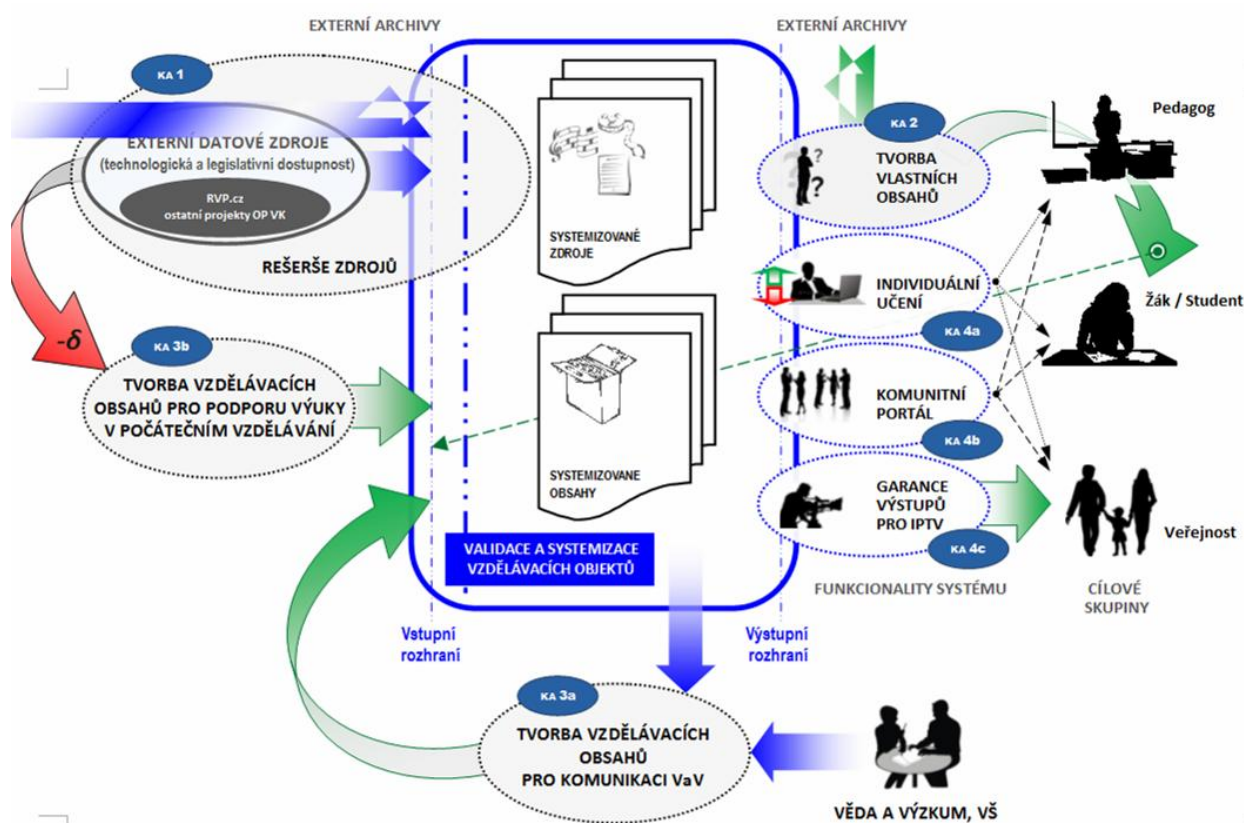 EXTERNÍ ARCHIVY
EXTERNÍ ARCHIVY
KA 1
EXTERNÍ DATOVÉ ZDROJE
(technologická a legislativní dostupnost)
RVP.cz
ostatní projekty OP VK
REŠERŠE ZDROJŮ
SYSTEMIZOVANÉ
ZDROJE
KA 2
TVORBA
VLASTNÍCH
OBSAHŮ
? ? ? ?
Pedagog
INDIVIDUÁLNÍ
UČENÍ
KA 4a
Žák / Student
-δ
KA 3b
TVORBA VZDĚLÁVACÍCH
OBSAHŮ PRO PODPORU VÝUKY
V POČÁTEČNÍM VZDĚLÁVÁNÍ
KOMUNITNÍ
PORTÁL
KA 4b
SYSTEMIZOVANE
OBSAHY
GARANCE
VÝSTUPŮ
PRO IPTV
KA 4c
Veřejnost
VALIDACE A SYSTEMIZACE
VZDĚLÁVACÍCH OBJEKTŮ
FUNKCIONALITY SYSTÉMU
CÍLOVÉ
SKUPINY
Vstupní
rozhraní
Výstupní
rozhraní
KA 3a
TVORBA VZDĚLÁVACÍCH
OBSAHŮ
PRO KOMUNIKACI VaV
VĚDA A VÝZKUM, VŠ